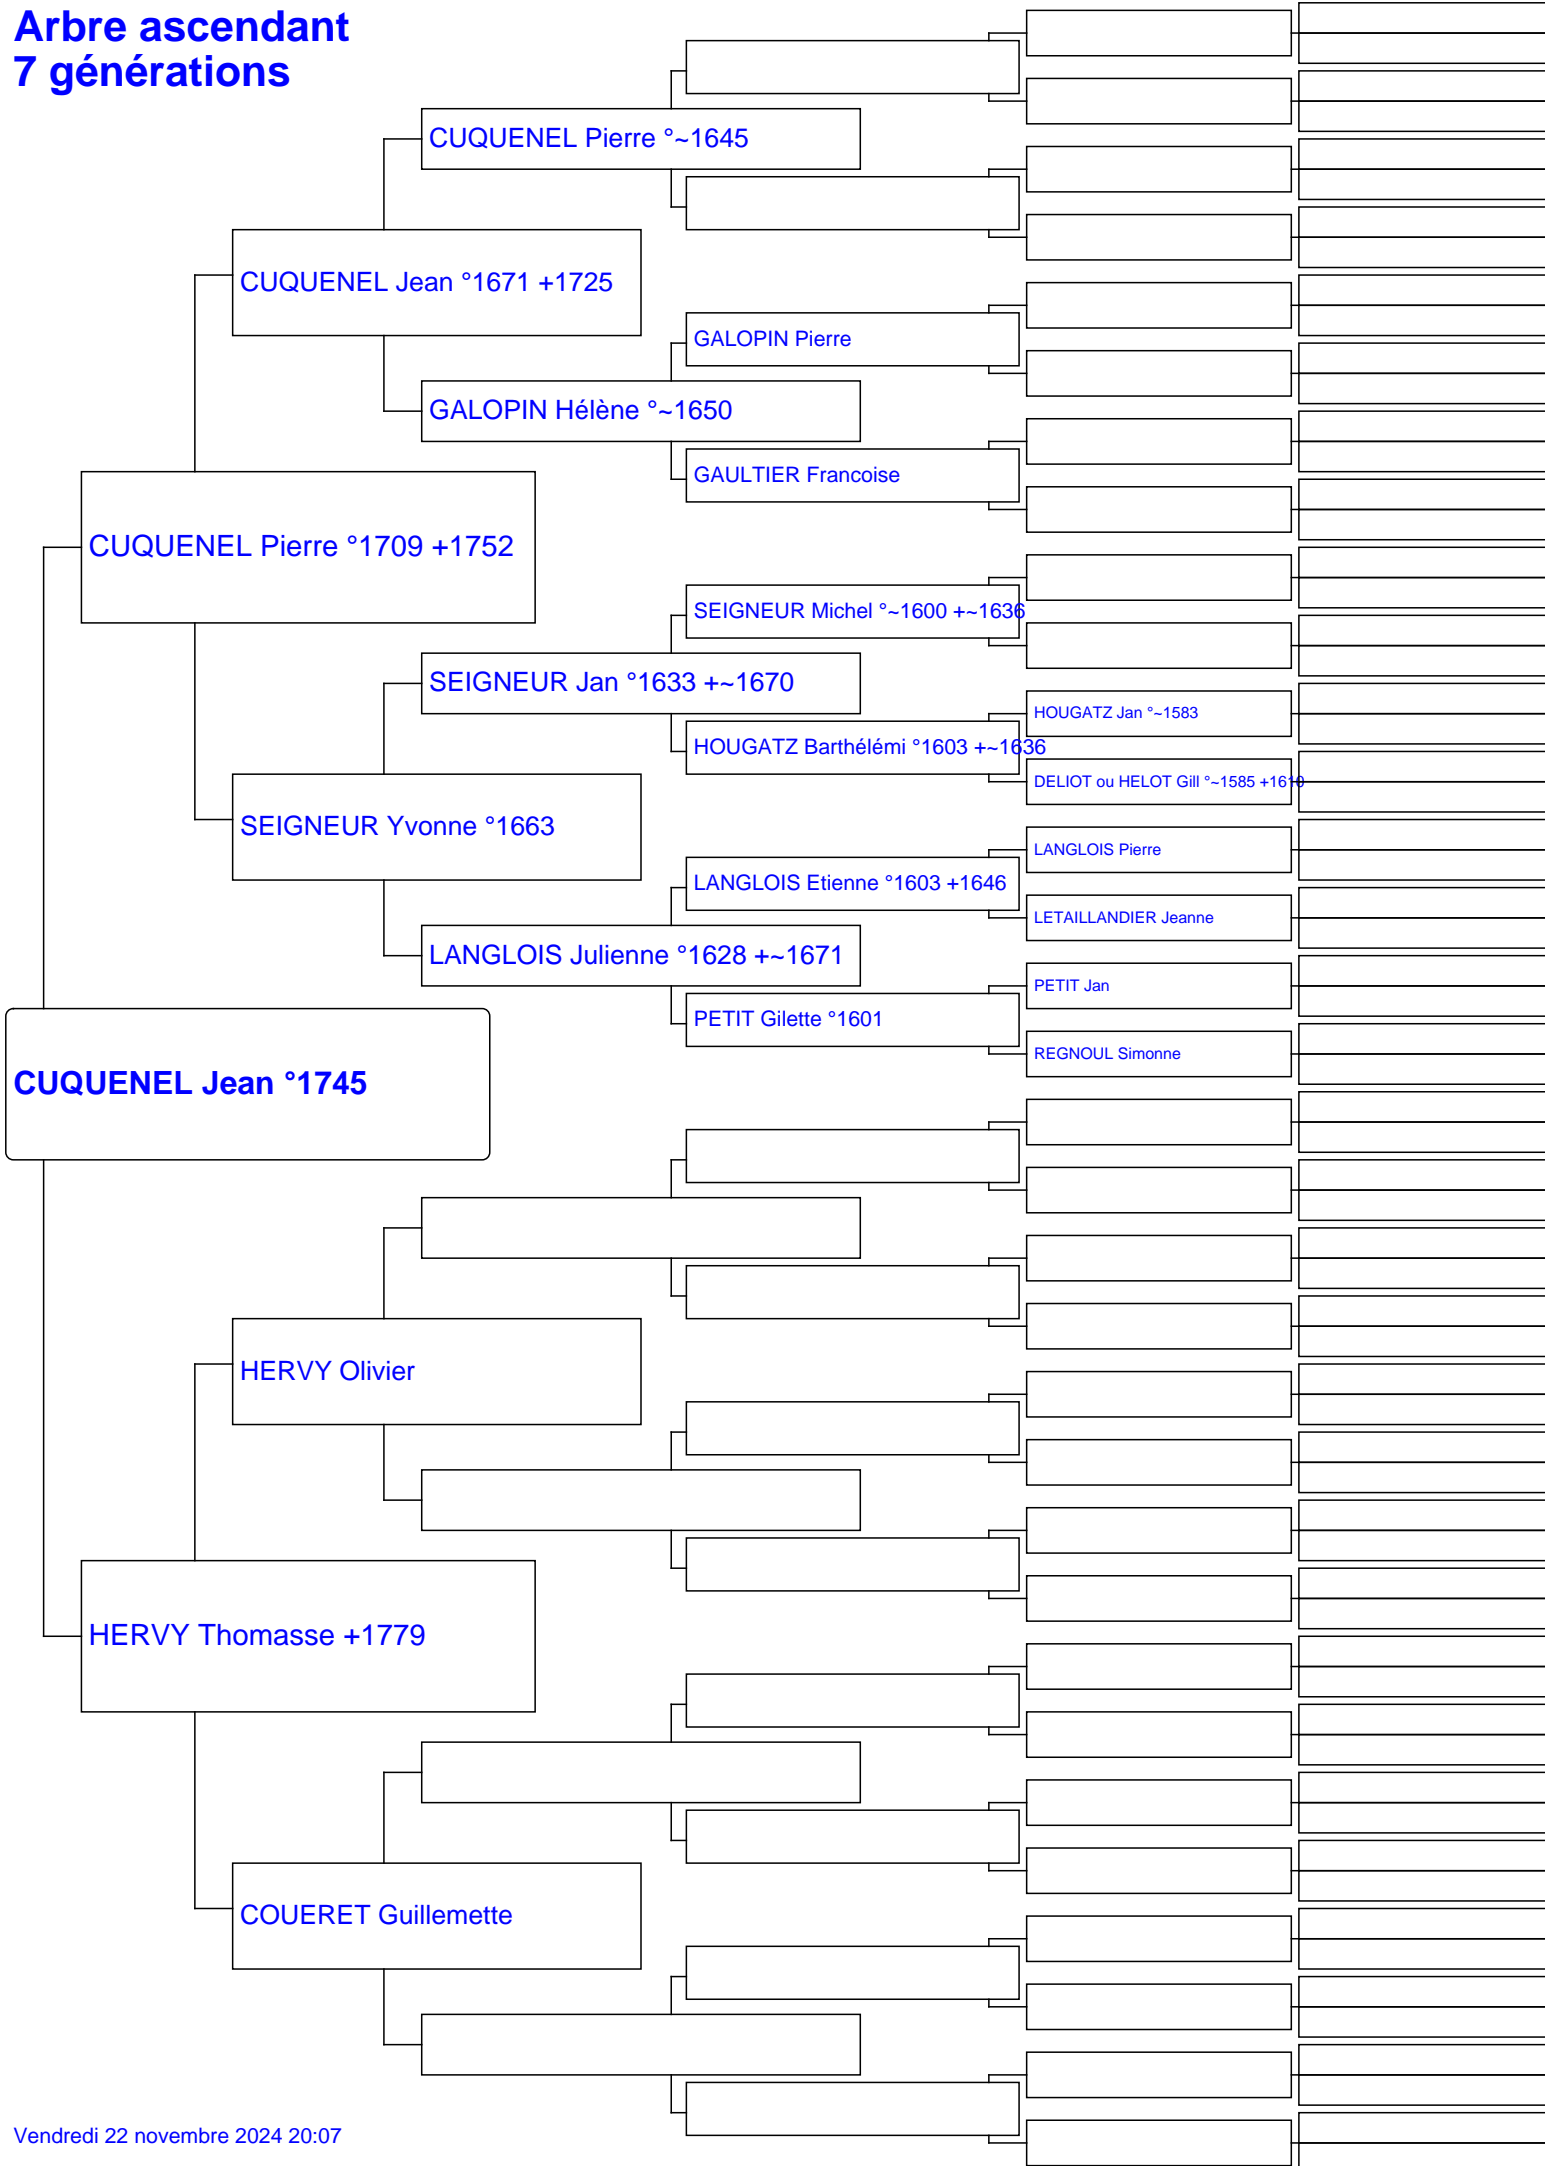 Arbre ascendant
7 générations
CUQUENEL Pierre °~1645
CUQUENEL Jean °1671 +1725
GALOPIN Pierre
GALOPIN Hélène °~1650
GAULTIER Francoise
CUQUENEL Pierre °1709 +1752
SEIGNEUR Michel °~1600 +~1636
SEIGNEUR Jan °1633 +~1670
HOUGATZ Jan °~1583
HOUGATZ Barthélémi °1603 +~1636
DELIOT ou HELOT Gill °~1585 +1610
SEIGNEUR Yvonne °1663
LANGLOIS Pierre
LANGLOIS Etienne °1603 +1646
LETAILLANDIER Jeanne
LANGLOIS Julienne °1628 +~1671
PETIT Jan
PETIT Gilette °1601
REGNOUL Simonne
CUQUENEL Jean °1745
HERVY Olivier
HERVY Thomasse +1779
COUERET Guillemette
Vendredi 22 novembre 2024 20:07